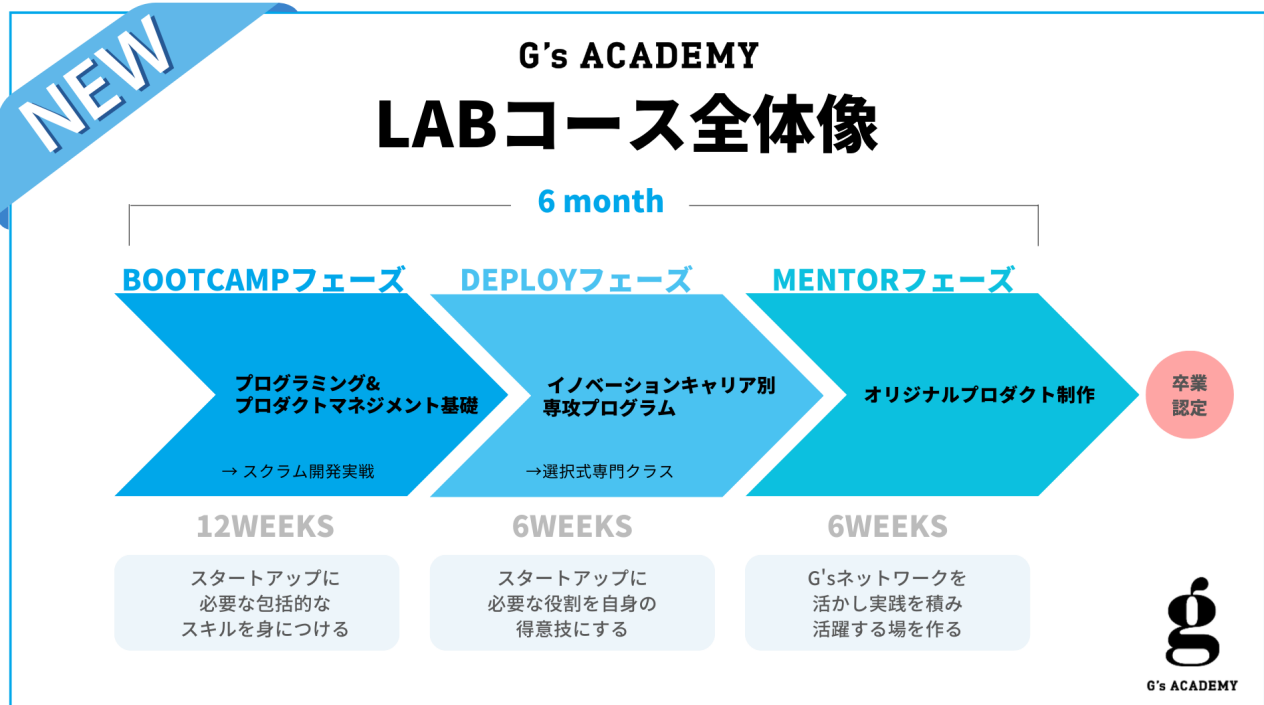 NEW
G's ACADEMY
LABコース全体像
6 month
BOOTCAMPフェーズ
プログラミング&
プロダクトマネジメント基礎
→ スクラム開発実戦
12WEEKS
スタートアップに
必要な包括的な
スキルを身につける
DEPLOYフェーズ
イノベーションキャリア別
専攻プログラム
→選択式専門クラス
6WEEKS
スタートアップに
必要な役割を自身の
得意技にする
MENTORフェーズ
オリジナルプロダクト制作
6WEEKS
G'sネットワークを
活かし実践を積み
活躍する場を作る
卒業
認定
g
G's ACADEMY